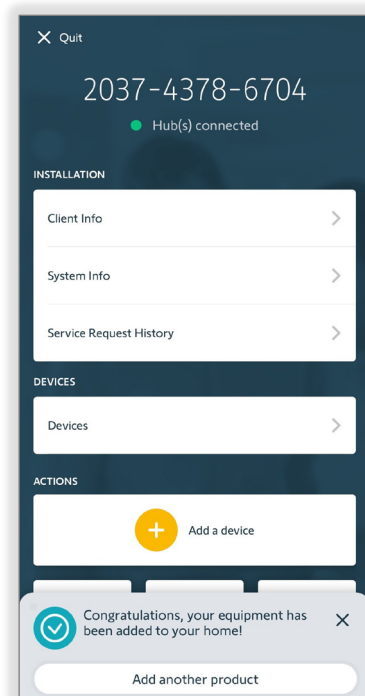 Quit
2037-4378-6704
Hub(s) connected
INSTALLATION
Client Info
System Info
Service Request History
DEVICES
Devices
ACTIONS
Add a device
Congratulations, your equipment has
been added to your home!
Add another product